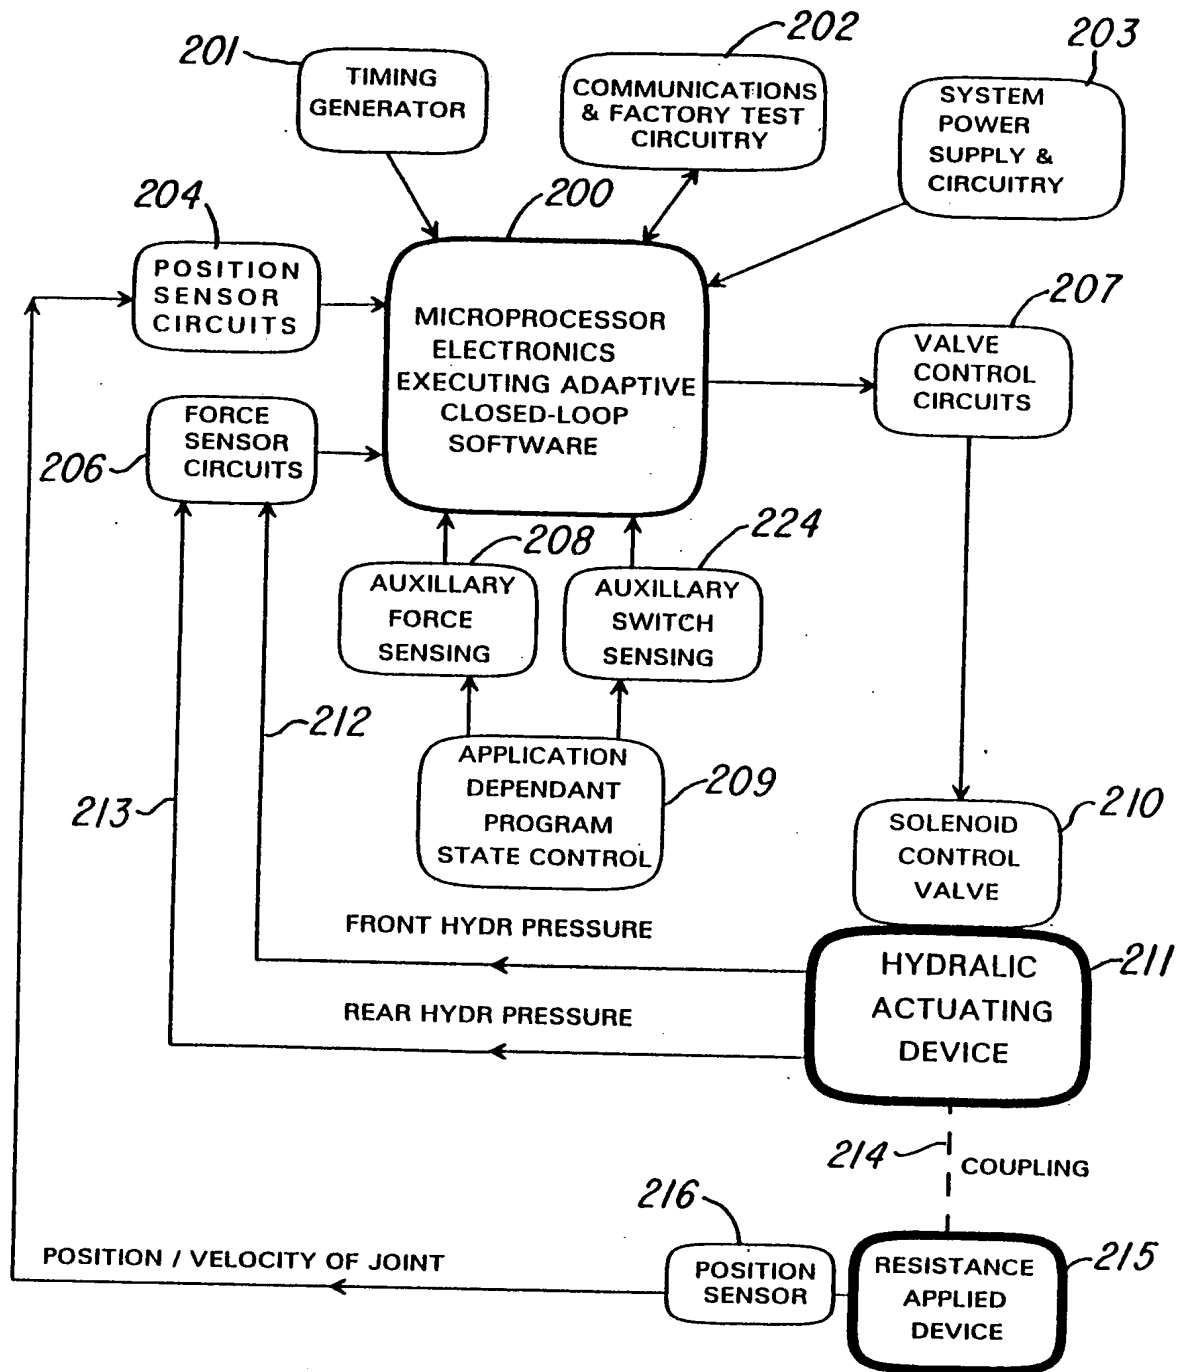 201
TIMING
GENERATOR
202
COMMUNICATIONS
& FACTORY TEST
CIRCUITRY
203
SYSTEM
POWER
SUPPLY &
CIRCUITRY
204
POSITION
SENSOR
CIRCUITS
200
MICROPROCESSOR
ELECTRONICS
EXECUTING ADAPTIVE
CLOSED-LOOP
SOFTWARE
207
VALVE
CONTROL
CIRCUITS
206
FORCE
SENSOR
CIRCUITS
208
AUXILLARY
FORCE
SENSING
224
AUXILLARY
SWITCH
SENSING
212
213
209
APPLICATION
DEPENDANT
PROGRAM
STATE CONTROL
210
SOLENOID
CONTROL
VALVE
FRONT HYDR PRESSURE
REAR HYDR PRESSURE
211
HYDRALIC
ACTUATING
DEVICE
214
COUPLING
216
POSITION / VELOCITY OF JOINT
POSITION
SENSOR
215
RESISTANCE
APPLIED
DEVICE